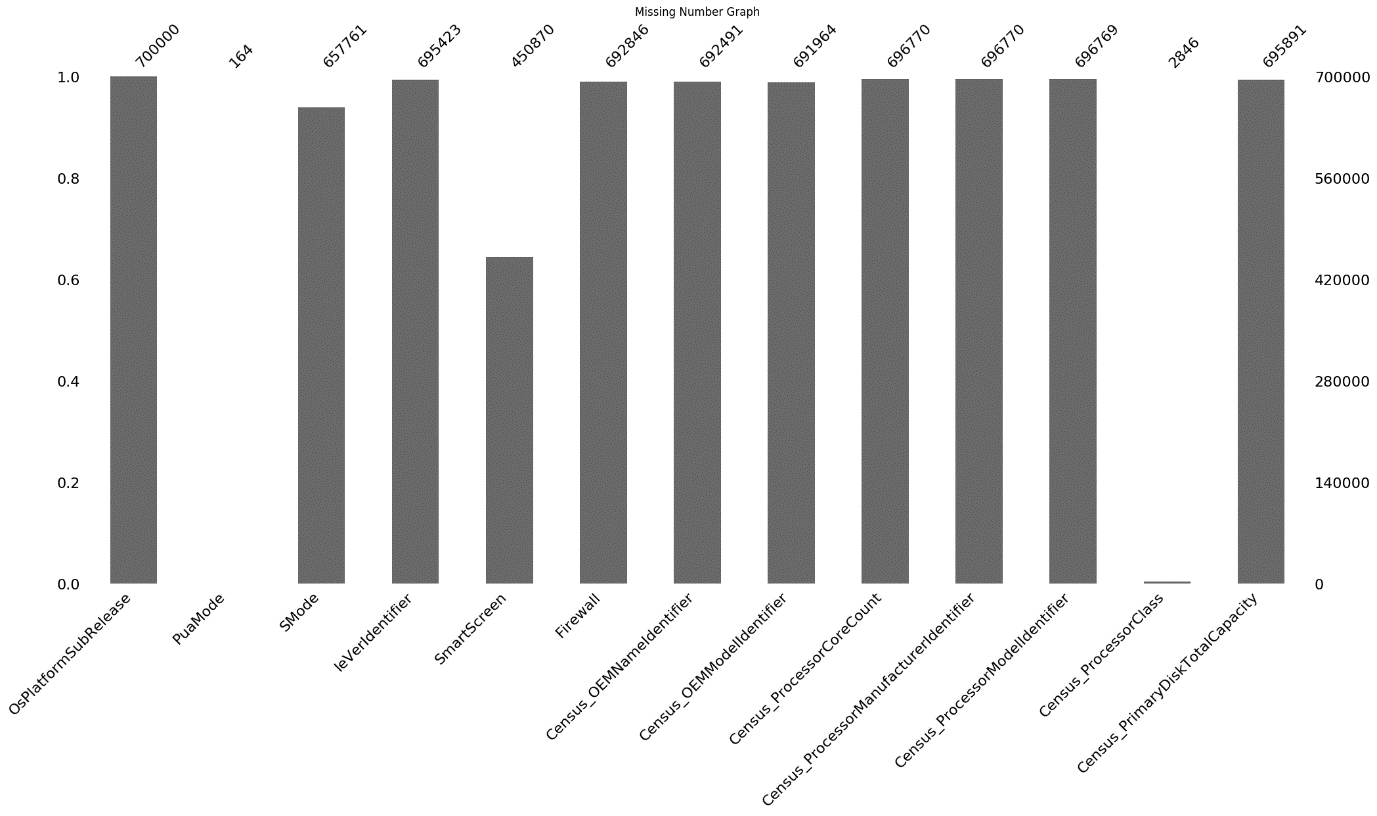 Missing Number Graph
700000
164
657761
695423
450870
692846
692491
691964
696770
696770
696769
2846
695891
1.0
0.8
0.6
0.4
0.2
0.0
700000
560000
420000
280000
140000
0
OsPlatformSubRelease
PuaMode
SMode
IeVerIdentifier
SmartScreen
Firewall
Census_OEMNameIdentifier
Census_OEMModelIdentifier
Census_ProcessorCoreCount
Census_ProcessorManufacturerIdentifier
Census_ProcessorModelIdentifier
Census_ProcessorClass
Census_PrimaryDiskTotalCapacity